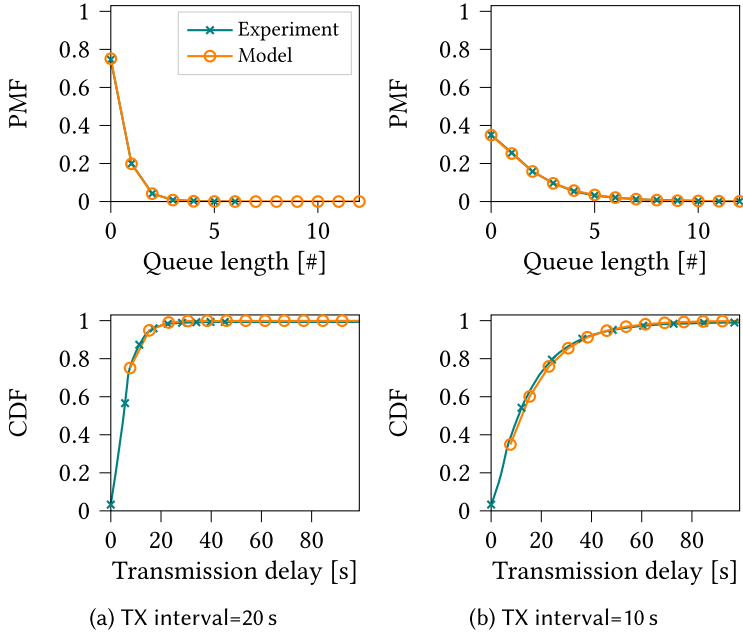 1
0.8
0.6
0.4
0.2
0
PMF
Experiment
Model
0 5 10
Queue length [#]
1
0.8
0.6
0.4
0.2
0
PMF
0 5 10
Queue length [#]
1
0.8
0.6
0.4
0.2
0
CDF
0 20 40 60 80
Transmission delay [s]
(a) TX interval=20 s
1
0.8
0.6
0.4
0.2
0
CDF
0 20 40 60 80
Transmission delay [s]
(b) TX interval=10 s